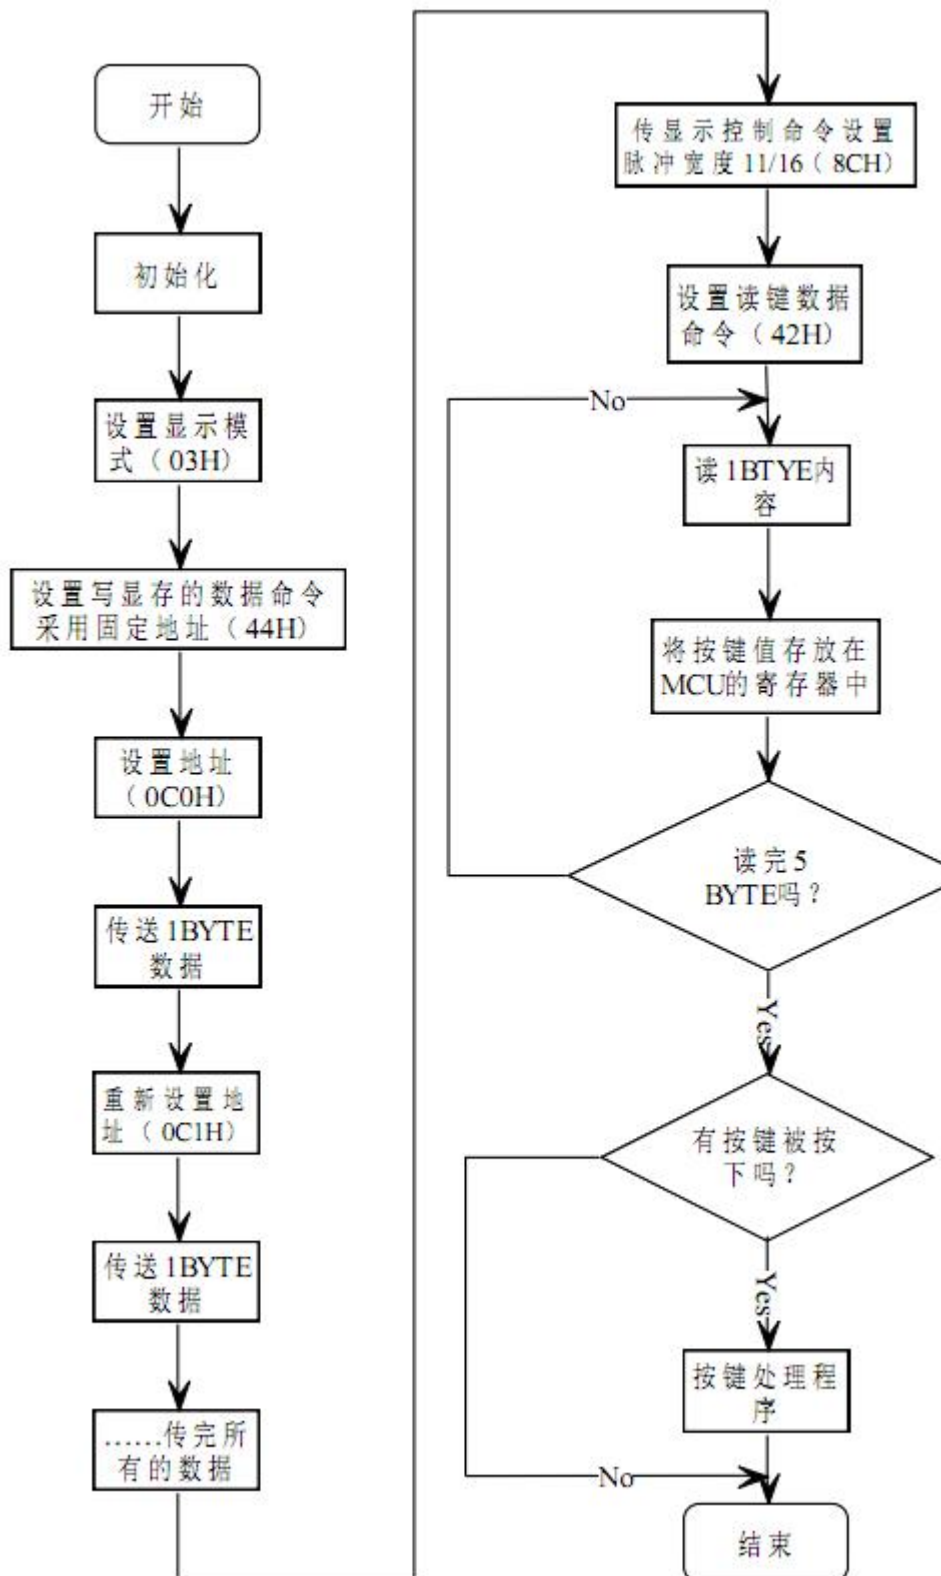 开始
初始化
设置显示模
式（03H）
设置写显存的数据命令
采用固定地址（44H）
设置地址
（0C0H）
传送1BYTE
数据
重新设置地
址（0C1H）
传送1BYTE
数据
......传完所
有的数据
传显示控制命令设置
脉冲宽度11/16（8CH）
设置读键数据
命令（42H）
No
读1BTYE内
容
将按键值存放在
MCU的寄存器中
读完5
BYTE吗？
Yes
有按键被按
下吗？
Yes
按键处理程
序
No
结束